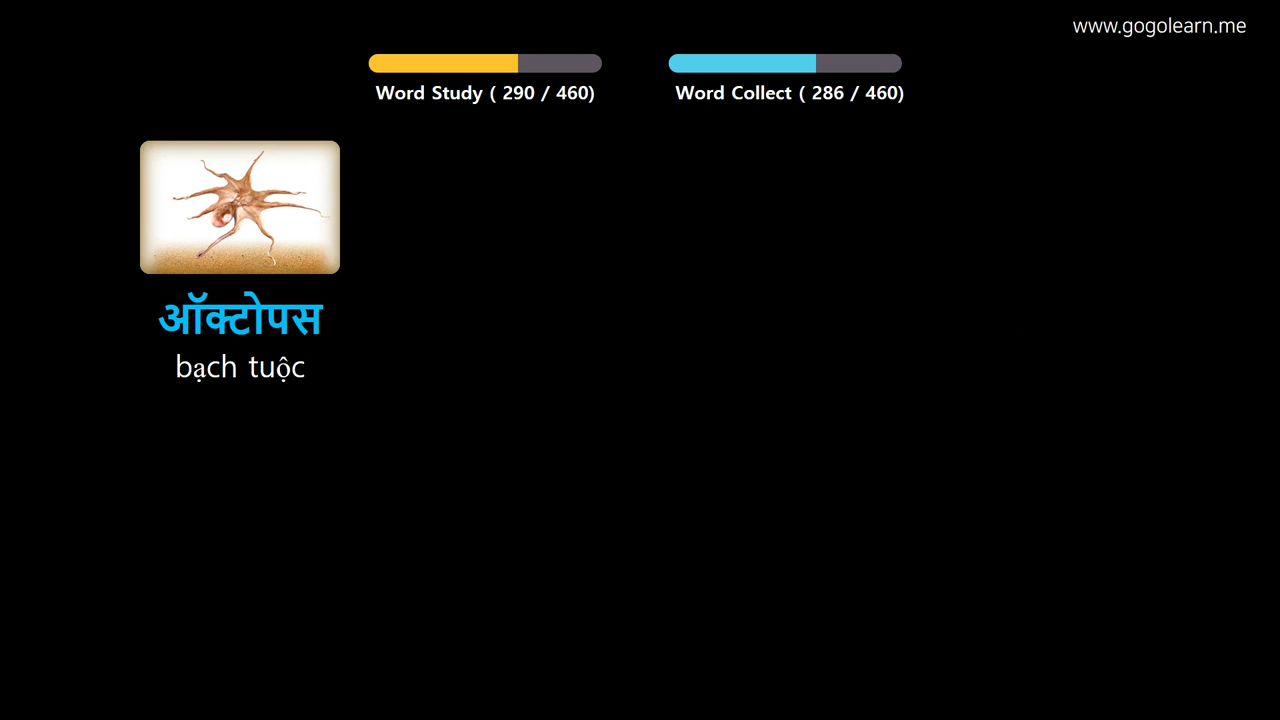 www.gogolearn.me
Word Study ( 290 / 460)
Word Collect ( 286 / 460)
ऑक्टोपस
bạch tuộc